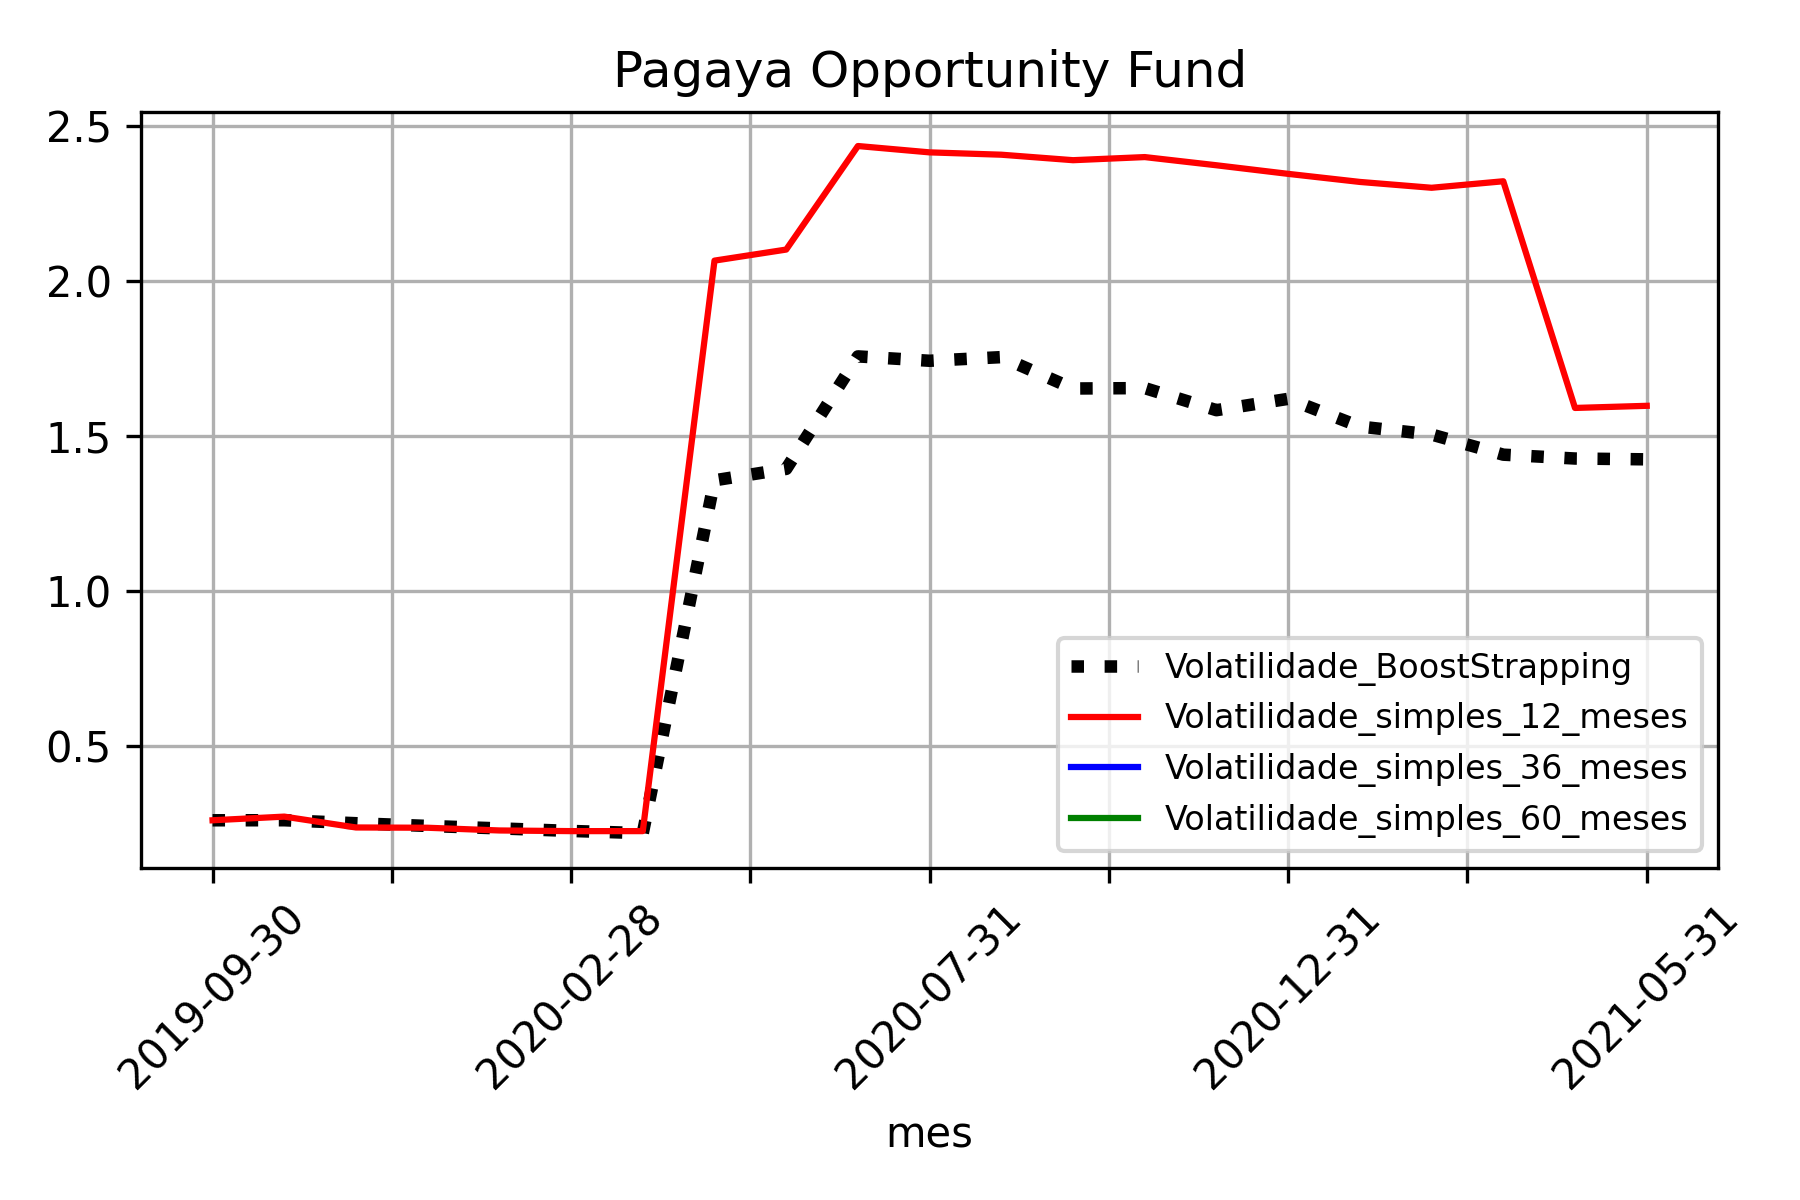 Pagaya Opportunity Fund
2.5
2.0
1.5
1.0
0.5
Volatilidade_BoostStrapping
Volatilidade_simples_12_meses
Volatilidade_simples_36_meses
Volatilidade_simples_60_meses
2019-09-30
2020-02-28
2020-07-31
2020-12-31
2021-05-31
mes